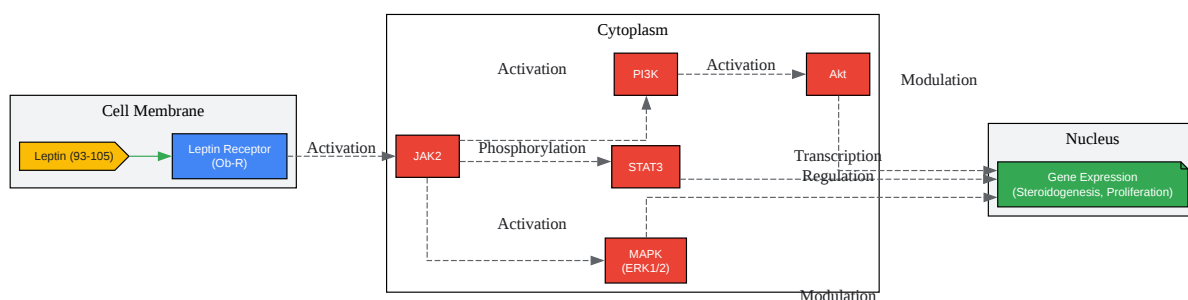 Cytoplasm
Activation
PI3K
Activation
Akt
Modulation
Cell Membrane
Leptin (93-105)
Leptin Receptor
(Ob-R)
Activation
JAK2
Phosphorylation
STAT3
Transcription
Regulation
Nucleus
Gene Expression
(Steroidogenesis, Proliferation)
Activation
MAPK
(ERK1/2)
Modulation